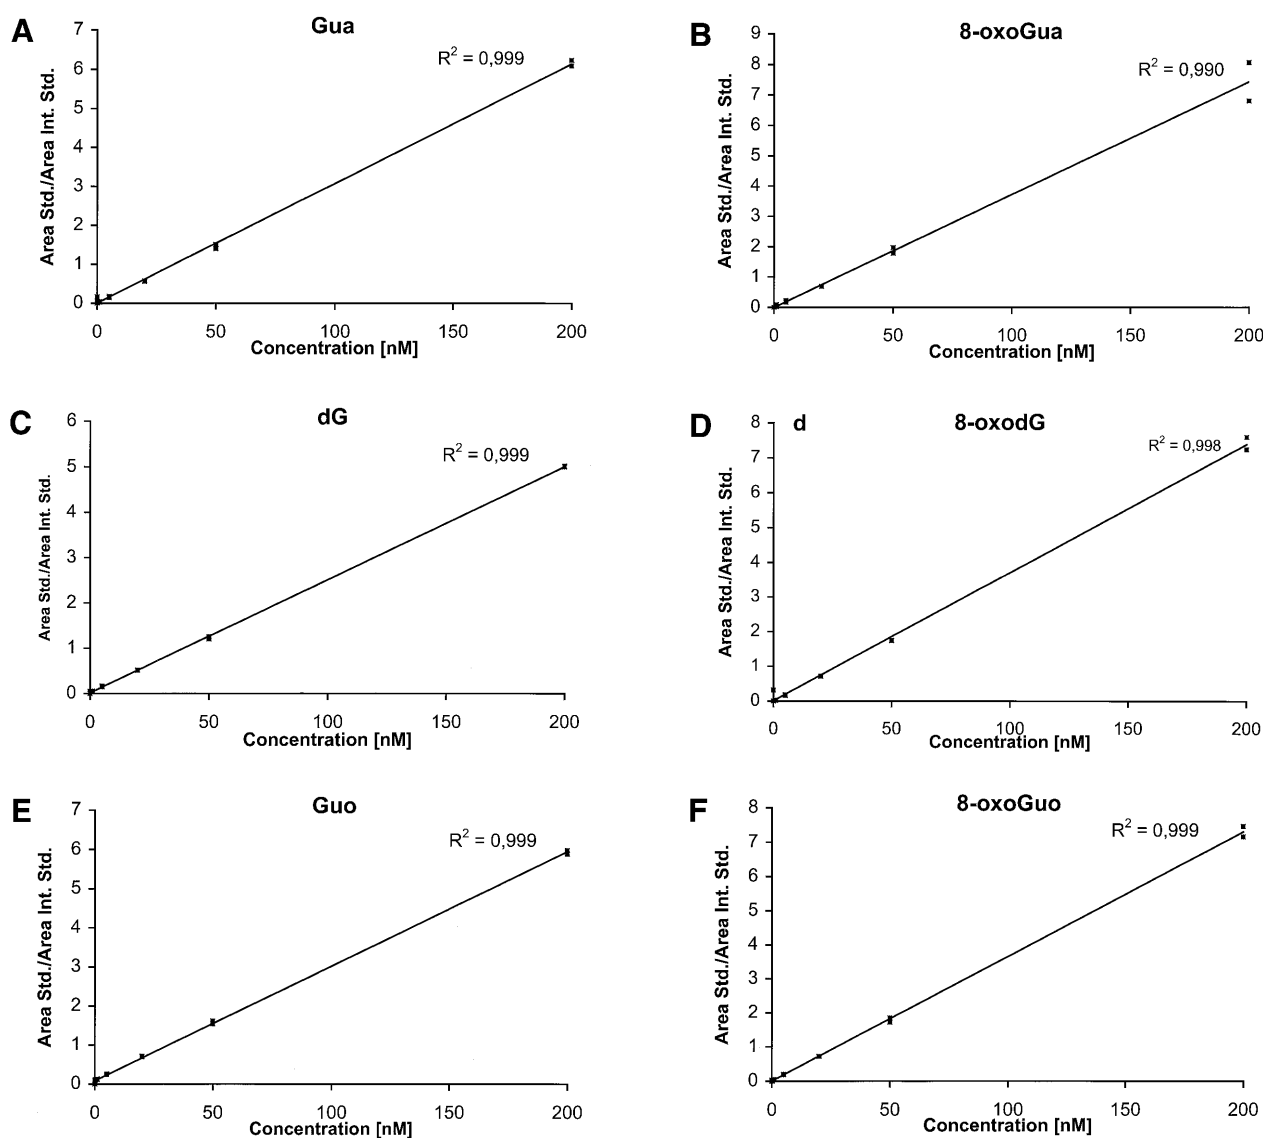 A
Gua
R² = 0,999
Area Std./Area Int. Std.
7
6
5
4
3
2
1
0
0 50 100 150 200
Concentration [nM]
B
8-oxoGua
R² = 0,990
Area Std./Area Int. Std.
9
8
7
6
5
4
3
2
1
0
0 50 100 150 200
Concentration [nM]
C
dG
R² = 0,999
Area Std./Area Int. Std.
6
5
4
3
2
1
0
0 50 100 150 200
Concentration [nM]
D d
8-oxodG
R² = 0,998
Area Std./Area Int. Std.
8
7
6
5
4
3
2
1
0
0 50 100 150 200
Concentration [nM]
E
Guo
R² = 0,999
Area Std./Area Int. Std.
7
6
5
4
3
2
1
0
0 50 100 150 200
Concentration [nM]
F
8-oxoGuo
R² = 0,999
Area Std./Area Int. Std.
8
7
6
5
4
3
2
1
0
0 50 100 150 200
Concentration [nM]